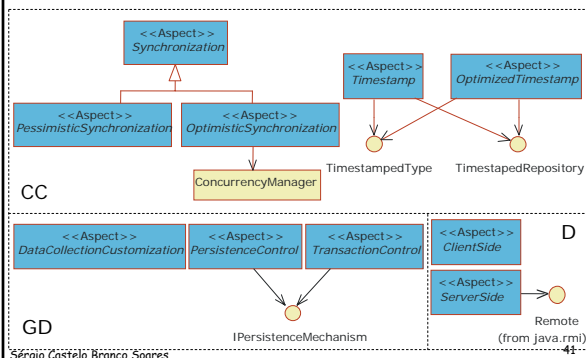 <<Aspect>>
Synchronization
<<Aspect>>
Timestamp
<<Aspect>>
OptimizedTimestamp
<<Aspect>>
PessimisticSynchronization
<<Aspect>>
OptimisticSynchronization
TimestampedType
TimestapedRepository
ConcurrencyManager
CC
<<Aspect>>
DataCollectionCustomization
<<Aspect>>
PersistenceControl
<<Aspect>>
TransactionControl
IPersistenceMechanism
GD
D
<<Aspect>>
ClientSide
<<Aspect>>
ServerSide
Remote
(from java.rmi)
Sérgio Castelo Branco Soares
41